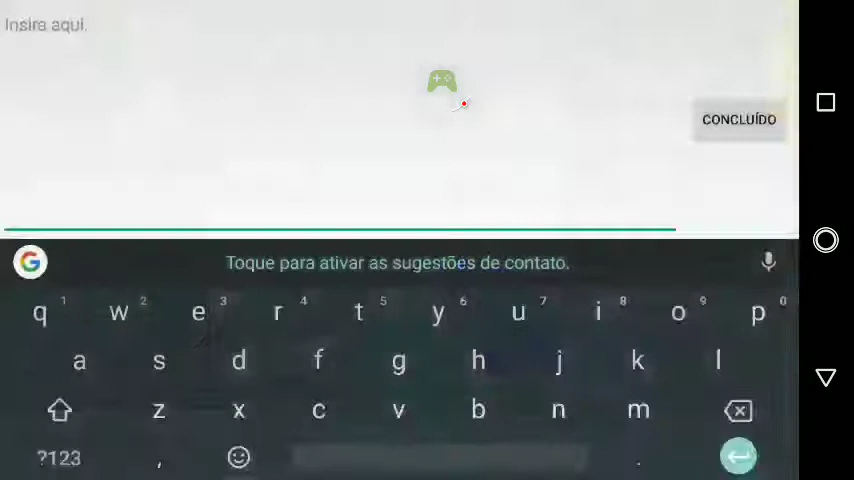 Insira aqui.
CONCLUÍDO
G Toque para ativar as sugestões de contato.
q 1 w 2 e 3 r 4 t 5 y 6 u 7 i 8 o 9 p 0
a s d f g h j k l
z x c v b n m
?123 , .